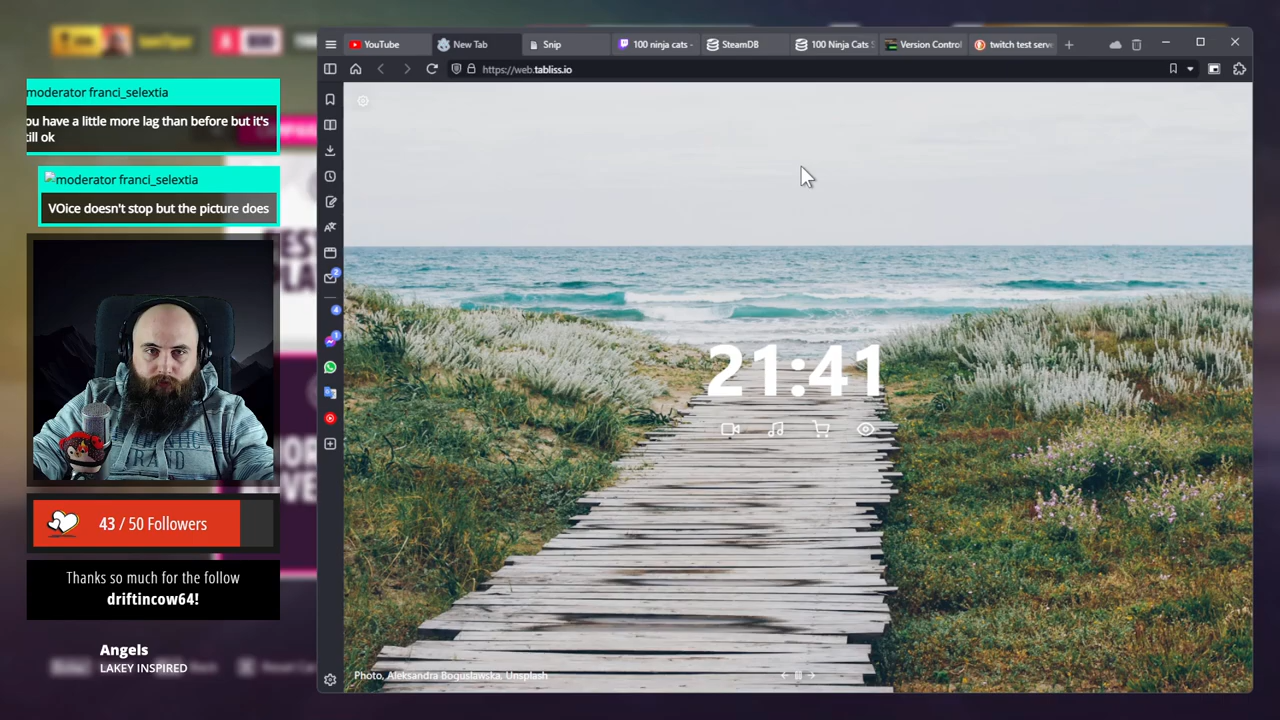 moderator franci_selextia
ou have a little more lag than before but it's
till ok
moderator franci_selextia
VOice doesn't stop but the picture does
43 / 50 Followers
Thanks so much for the follow
driftincow64!
Angels
LAKEY INSPIRED
YouTube
New Tab
Snip
100 ninja cats -
SteamDB
100 Ninja Cats
Version Control
twitch test serv
https://web.tabliss.io
21:41
Photo, Aleksandra Boguslawska, Unsplash